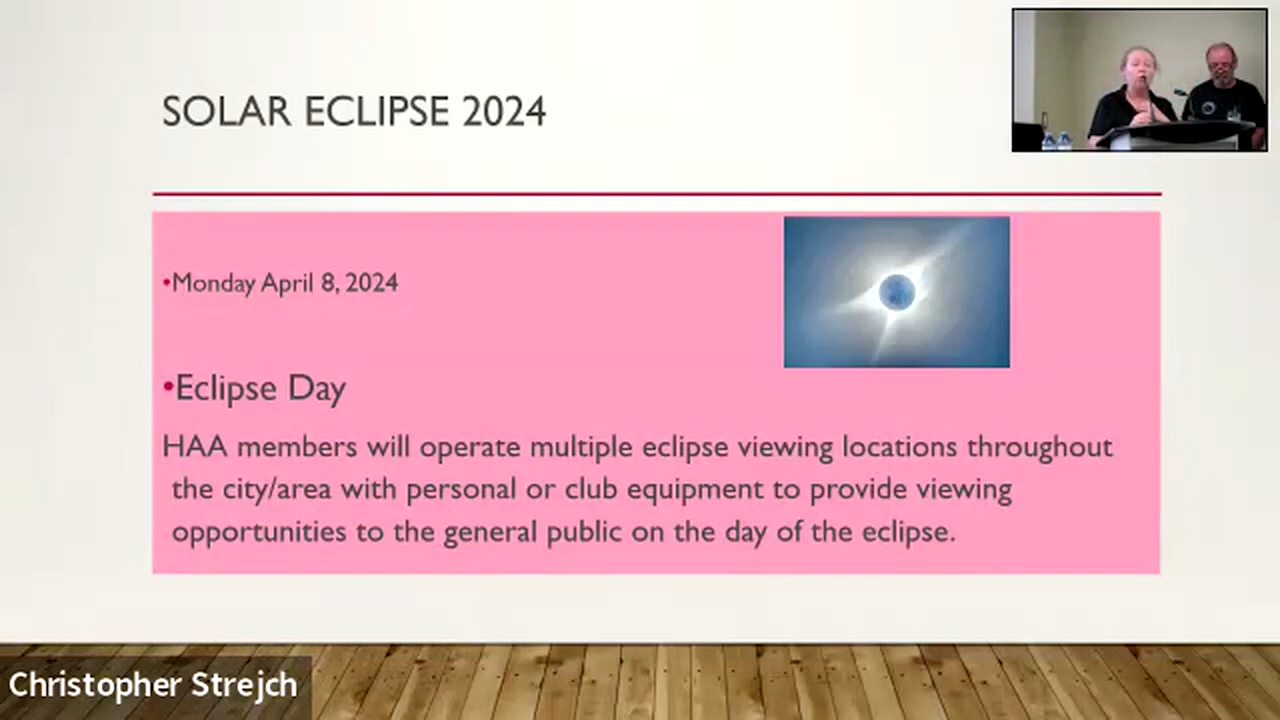 SOLAR ECLIPSE 2024
•Monday April 8, 2024
•Eclipse Day
HAA members will operate multiple eclipse viewing locations throughout
the city/area with personal or club equipment to provide viewing
opportunities to the general public on the day of the eclipse.
Christopher Strejch